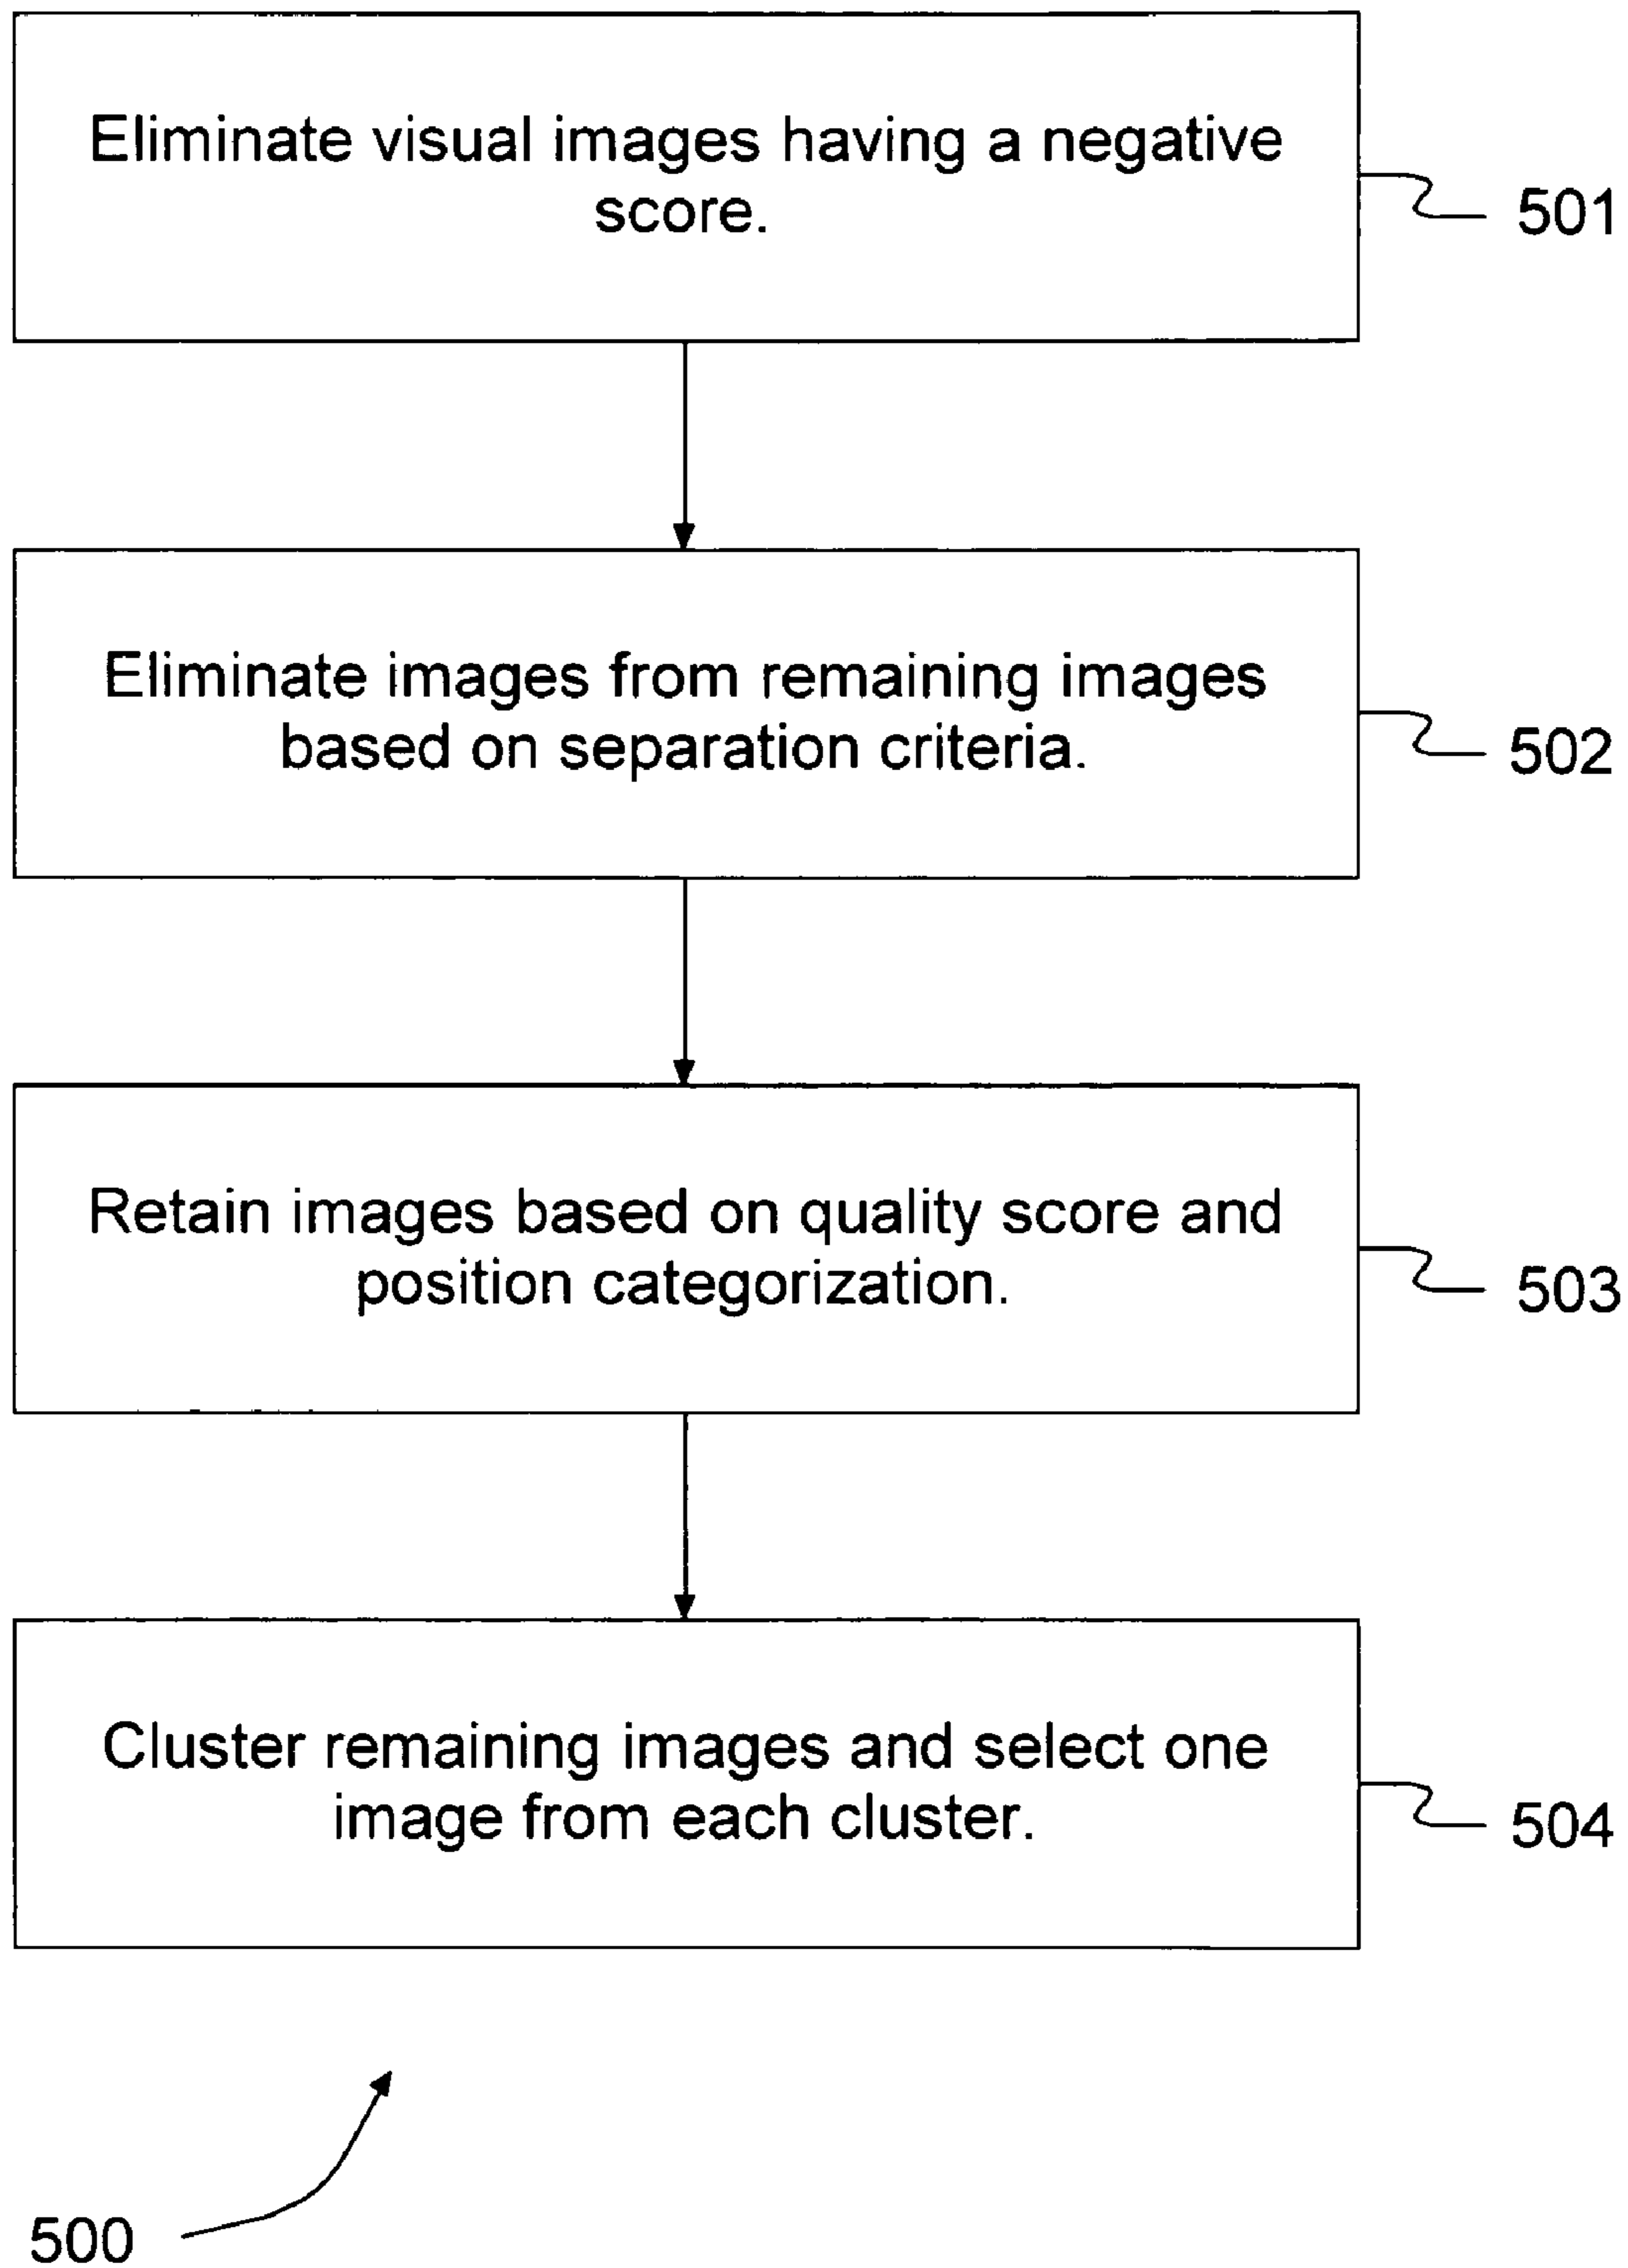 Eliminate visual images having a negative
score.
501
Eliminate images from remaining images
based on separation criteria.
502
Retain images based on quality score and
position categorization.
503
Cluster remaining images and select one
image from each cluster.
504
500